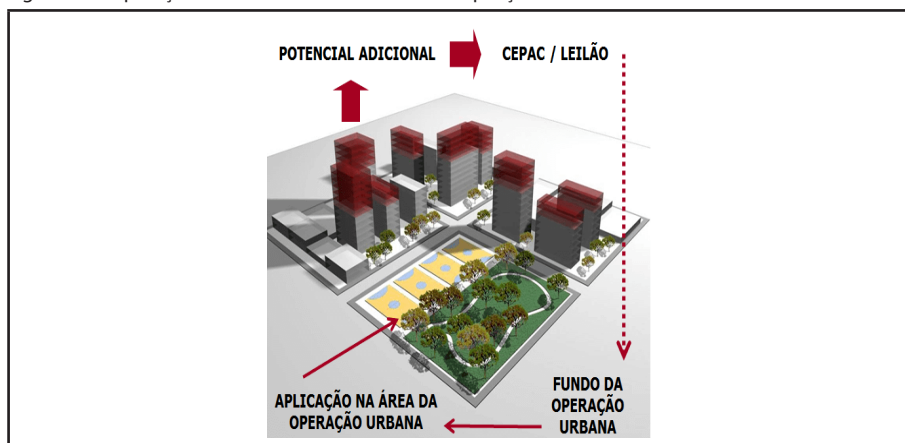 POTENCIAL ADICIONAL
CEPAC / LEILÃO
FUNDO DA
OPERAÇÃO
URBANA
APLICAÇÃO NA ÁREA DA
OPERAÇÃO URBANA